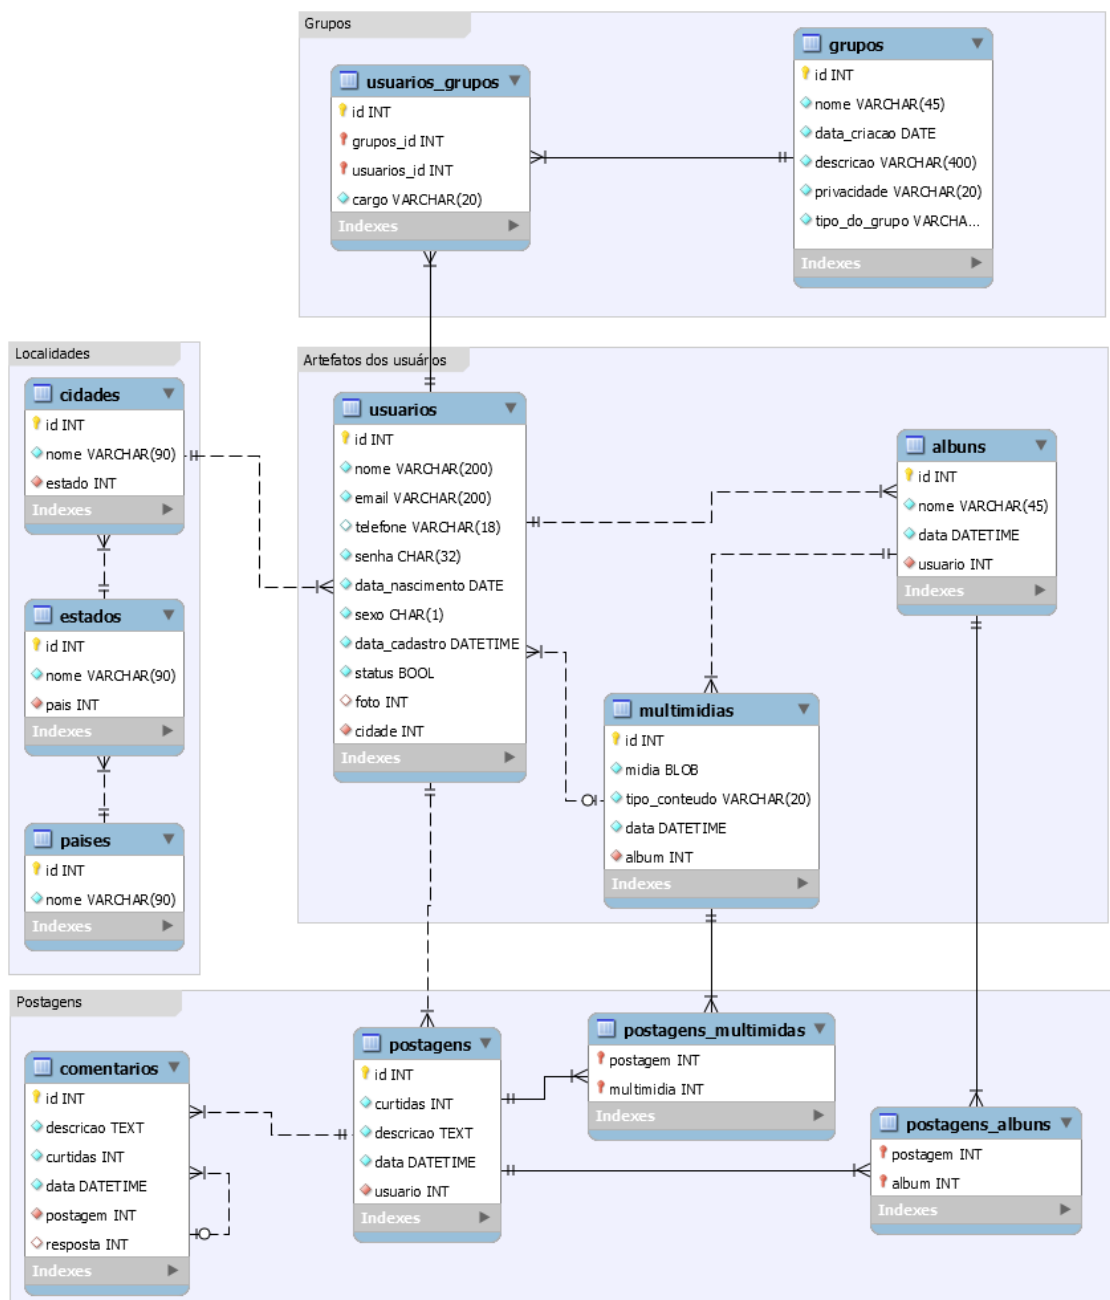 Grupos
usuarios_grupos
id INT
grupos_id INT
usuarios_id INT
cargo VARCHAR(20)
Indexes
grupos
id INT
nome VARCHAR(45)
data_criacao DATE
descricao VARCHAR(400)
privacidade VARCHAR(20)
tipo_do_grupo VARCHA...
Indexes
Localidades
cidades
id INT
nome VARCHAR(90)
estado INT
Indexes
estados
id INT
nome VARCHAR(90)
pais INT
Indexes
paises
id INT
nome VARCHAR(90)
Indexes
Artefatos dos usuários
usuarios
id INT
nome VARCHAR(200)
email VARCHAR(200)
telefone VARCHAR(18)
senha CHAR(32)
data_nascimento DATE
sexo CHAR(1)
data_cadastro DATETIME
status BOOL
foto INT
cidade INT
Indexes
albuns
id INT
nome VARCHAR(45)
data DATETIME
usuario INT
Indexes
multimidias
id INT
midia BLOB
tipo_conteudo VARCHAR(20)
data DATETIME
album INT
Indexes
Postagens
comentarios
id INT
descricao TEXT
curtidas INT
data DATETIME
postagem INT
resposta INT
Indexes
postagens
id INT
curtidas INT
descricao TEXT
data DATETIME
usuario INT
Indexes
postagens_multimidas
postagem INT
multimidia INT
Indexes
postagens_albuns
postagem INT
album INT
Indexes